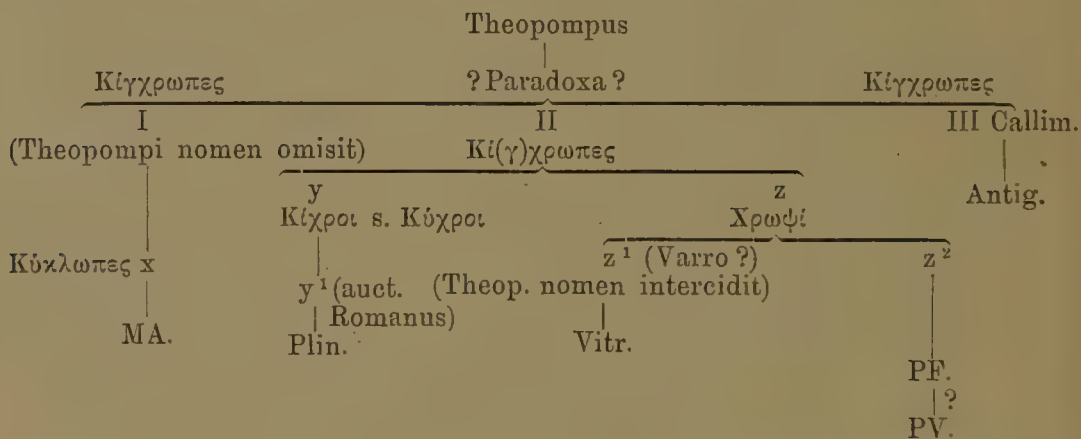 Theopompus
Κίγχρωπες ? Paradoxa ? Κίγχρωπες
I II III Callim.
(Theopompi nomen omisit) Κί(γ)χρωπες
y z Antig.
Κίχροι s. Κύχροι Χρωψί
Κύκλωπες x z¹ (Varro ?) z²
y¹ (auct. (Theop. nomen intercidit)
MA. Romanus)
Plin. Vitr.
PF.
?
PV.